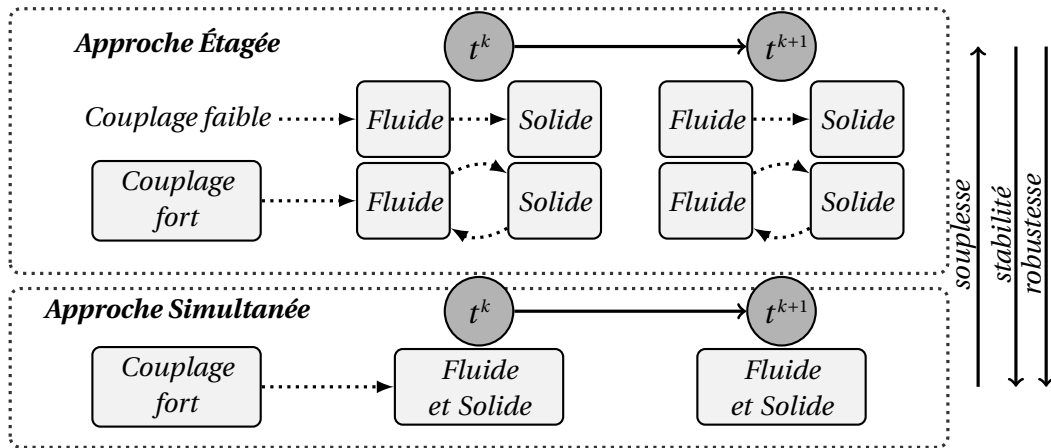 Approche Étagée
t^k
t^{k+1}
Couplage faible
Fluide
Solide
Fluide
Solide
Couplage
fort
Fluide
Solide
Fluide
Solide
souplesse
stabilité
robustesse
Approche Simultanée
t^k
t^{k+1}
Couplage
fort
Fluide
et Solide
Fluide
et Solide